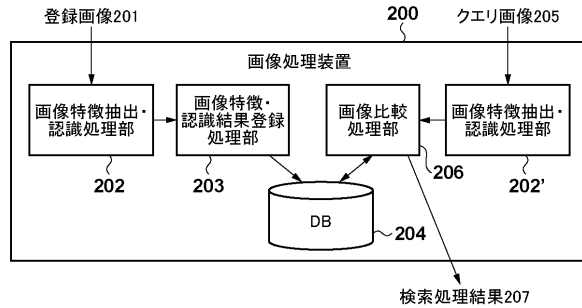 登録画像201
200
クエリ画像205
画像処理装置
画像特徴抽出・
認識処理部
202
画像特徴・
認識結果登録
処理部
203
画像比較
処理部
206
画像特徴抽出・
認識処理部
202’
DB
204
検索処理結果207